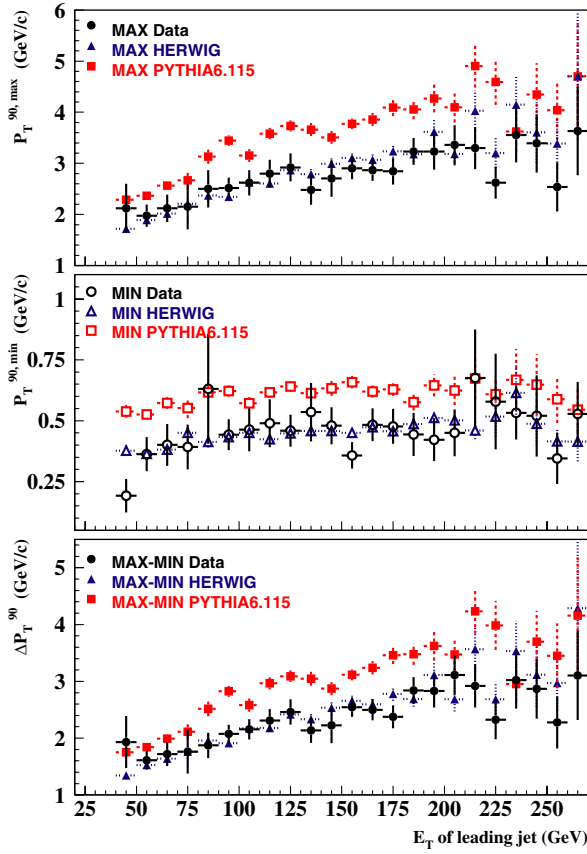 P_T^90, max (GeV/c)
6
5
4
3
2
1
MAX Data
MAX HERWIG
MAX PYTHIA6.115
P_T^90,min (GeV/c)
1
0.75
0.5
0.25
MIN Data
MIN HERWIG
MIN PYTHIA6.115
ΔP_T^90 (GeV/c)
5
4
3
2
1
MAX-MIN Data
MAX-MIN HERWIG
MAX-MIN PYTHIA6.115
25 50 75 100 125 150 175 200 225 250
E_T of leading jet (GeV)